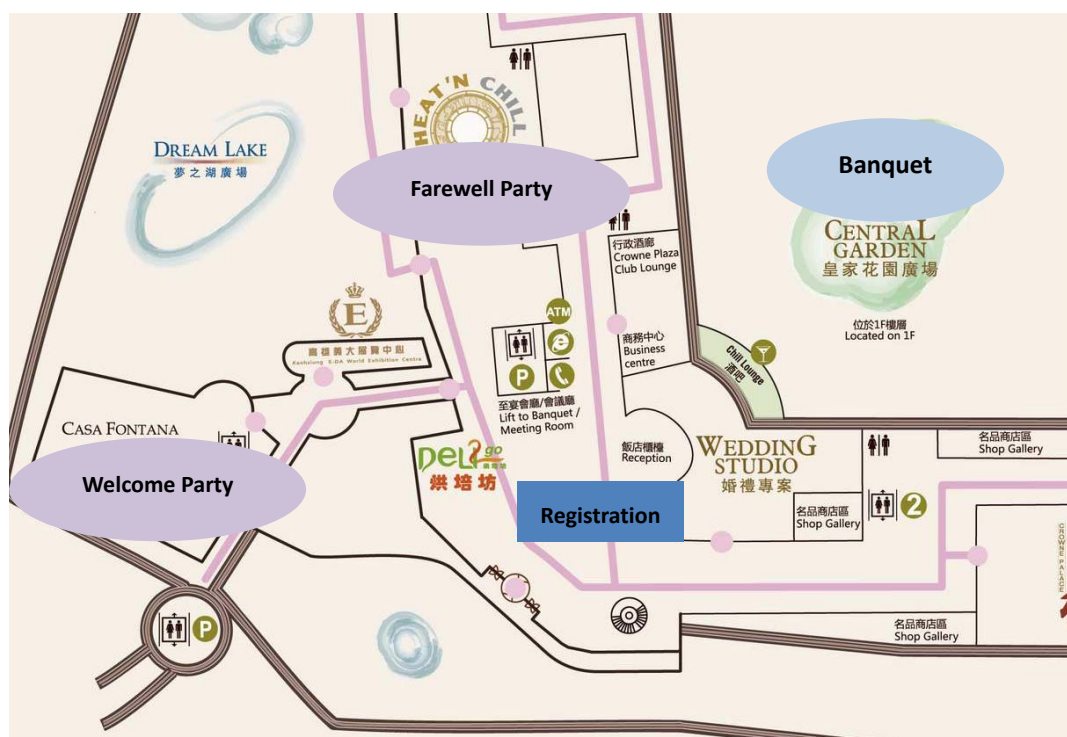 HEAT'N CHILL
DREAM LAKE
夢之湖廣場
Farewell Party
Banquet
CENTRAL
GARDEN
皇家花園廣場
位於1F樓層
Located on 1F
行政酒廊
Crowne Plaza
Club Lounge
ATM
E
P
商務中心
Business
centre
Chill Lounge
酒吧
至宴會廳/會議廳
Lift to Banquet /
Meeting Room
高雄義大展覽中心
Kaohsiung E-DA World Exhibition Centre
CASA FONTANA
Welcome Party
DELI go
烘培坊
飯店櫃檯
Reception
WEDDING
STUDIO
婚禮專案
名品商店區
Shop Gallery
名品商店區
Shop Gallery
2
Registration
CROWNE PALACE
P
名品商店區
Shop Gallery